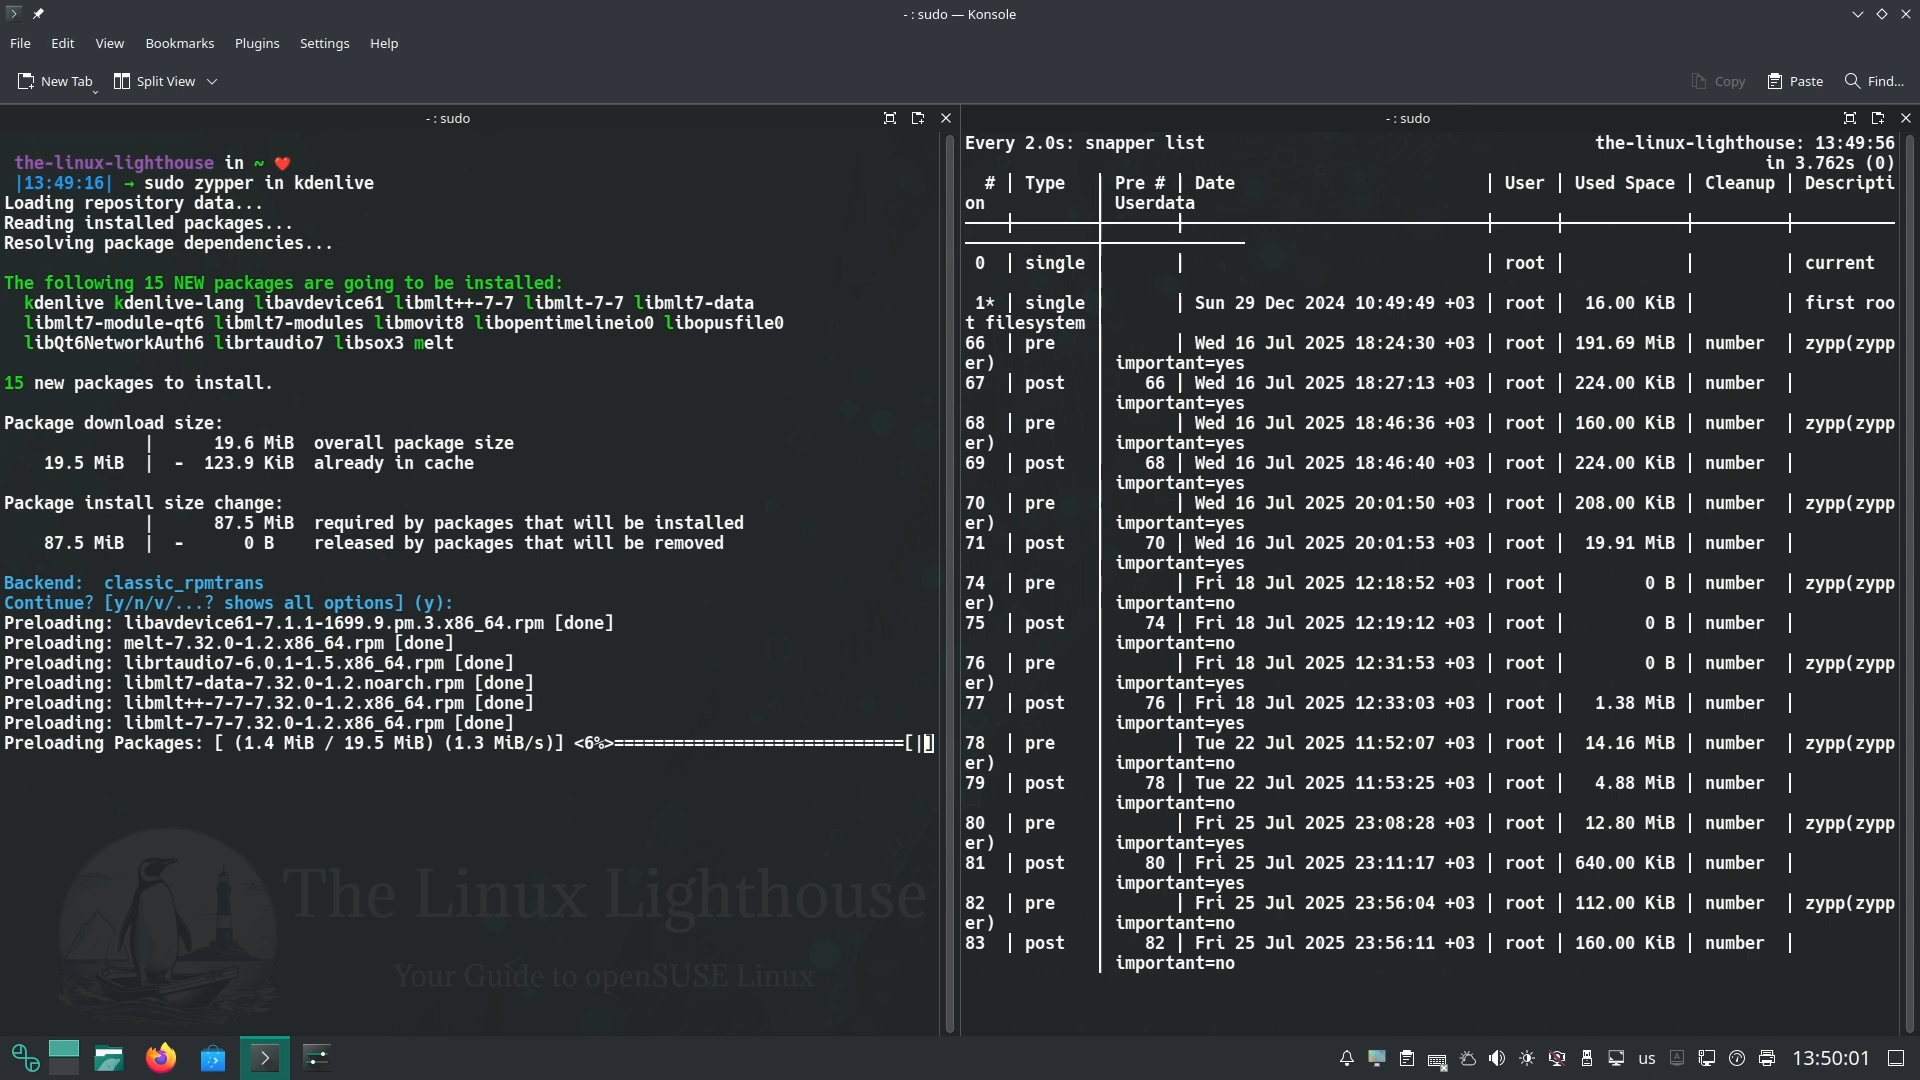 - : sudo — Konsole
File Edit View Bookmarks Plugins Settings Help
New Tab Split View Copy Paste Find...
- : sudo
the-linux-lighthouse in ~ ❤️
|13:49:16| → sudo zypper in kdenlive
Loading repository data...
Reading installed packages...
Resolving package dependencies...
The following 15 NEW packages are going to be installed:
kdenlive kdenlive-lang libavdevice61 libmlt++-7-7 libmlt-7-7 libmlt7-data
libmlt7-module-qt6 libmlt7-modules libmovit8 libopentimelineio0 libopusfile0
libQt6NetworkAuth6 librtaudio7 libsox3 melt
15 new packages to install.
Package download size:
| 19.6 MiB overall package size
19.5 MiB | - 123.9 KiB already in cache
Package install size change:
| 87.5 MiB required by packages that will be installed
87.5 MiB | - 0 B released by packages that will be removed
Backend: classic_rpmtrans
Continue? [y/n/v/...? shows all options] (y):
Preloading: libavdevice61-7.1.1-1699.9.pm.3.x86_64.rpm [done]
Preloading: melt-7.32.0-1.2.x86_64.rpm [done]
Preloading: librtaudio7-6.0.1-1.5.x86_64.rpm [done]
Preloading: libmlt7-data-7.32.0-1.2.noarch.rpm [done]
Preloading: libmlt++-7-7-7.32.0-1.2.x86_64.rpm [done]
Preloading: libmlt-7-7-7.32.0-1.2.x86_64.rpm [done]
Preloading Packages: [ (1.4 MiB / 19.5 MiB) (1.3 MiB/s)] <6%>=============================[|]
The Linux Lighthouse
Your Guide to openSUSE Linux
- : sudo
Every 2.0s: snapper list the-linux-lighthouse: 13:49:56
in 3.762s (0)
# | Type | Pre # | Date | User | Used Space | Cleanup | Descripti
on | Userdata
0 | single | | | root | | | current
1* | single | | Sun 29 Dec 2024 10:49:49 +03 | root | 16.00 KiB | | first roo
t filesystem |
66 | pre | | Wed 16 Jul 2025 18:24:30 +03 | root | 191.69 MiB | number | zypp(zypp
er) | important=yes
67 | post | 66 | Wed 16 Jul 2025 18:27:13 +03 | root | 224.00 KiB | number |
| important=yes
68 | pre | | Wed 16 Jul 2025 18:46:36 +03 | root | 160.00 KiB | number | zypp(zypp
er) | important=yes
69 | post | 68 | Wed 16 Jul 2025 18:46:40 +03 | root | 224.00 KiB | number |
| important=yes
70 | pre | | Wed 16 Jul 2025 20:01:50 +03 | root | 208.00 KiB | number | zypp(zypp
er) | important=yes
71 | post | 70 | Wed 16 Jul 2025 20:01:53 +03 | root | 19.91 MiB | number |
| important=yes
74 | pre | | Fri 18 Jul 2025 12:18:52 +03 | root | 0 B | number | zypp(zypp
er) | important=no
75 | post | 74 | Fri 18 Jul 2025 12:19:12 +03 | root | 0 B | number |
| important=no
76 | pre | | Fri 18 Jul 2025 12:31:53 +03 | root | 0 B | number | zypp(zypp
er) | important=yes
77 | post | 76 | Fri 18 Jul 2025 12:33:03 +03 | root | 1.38 MiB | number |
| important=yes
78 | pre | | Tue 22 Jul 2025 11:52:07 +03 | root | 14.16 MiB | number | zypp(zypp
er) | important=no
79 | post | 78 | Tue 22 Jul 2025 11:53:25 +03 | root | 4.88 MiB | number |
| important=no
80 | pre | | Fri 25 Jul 2025 23:08:28 +03 | root | 12.80 MiB | number | zypp(zypp
er) | important=yes
81 | post | 80 | Fri 25 Jul 2025 23:11:17 +03 | root | 640.00 KiB | number |
| important=yes
82 | pre | | Fri 25 Jul 2025 23:56:04 +03 | root | 112.00 KiB | number | zypp(zypp
er) | important=no
83 | post | 82 | Fri 25 Jul 2025 23:56:11 +03 | root | 160.00 KiB | number |
| important=no
us 13:50:01